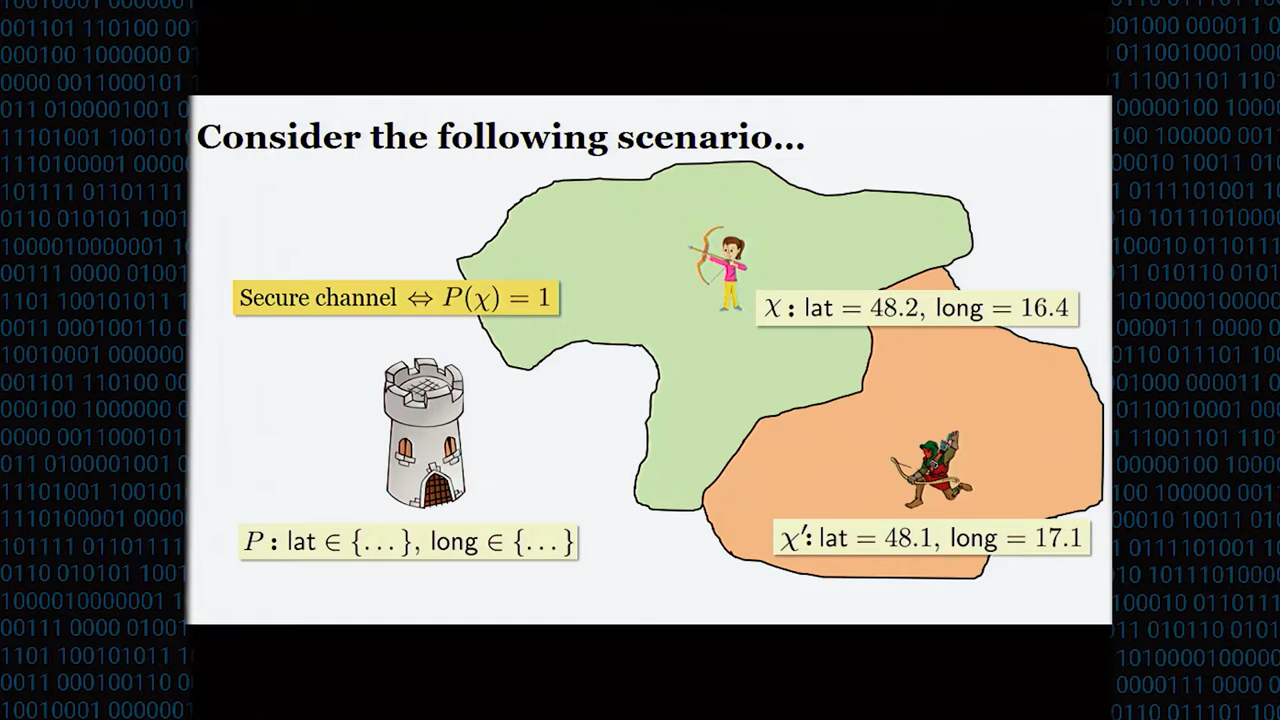 Consider the following scenario...
Secure channel ⇔ P(χ) = 1
χ : lat = 48.2, long = 16.4
P : lat ∈ {...}, long ∈ {...}
χ′: lat = 48.1, long = 17.1